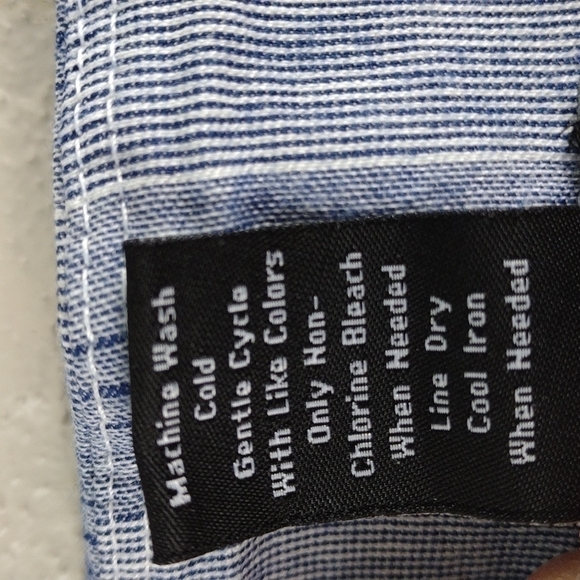 Machine Wash
Cold
Gentle Cycle
With Like Colors
Only Non-
Chlorine Bleach
When Needed
Line Dry
Cool Iron
When Needed